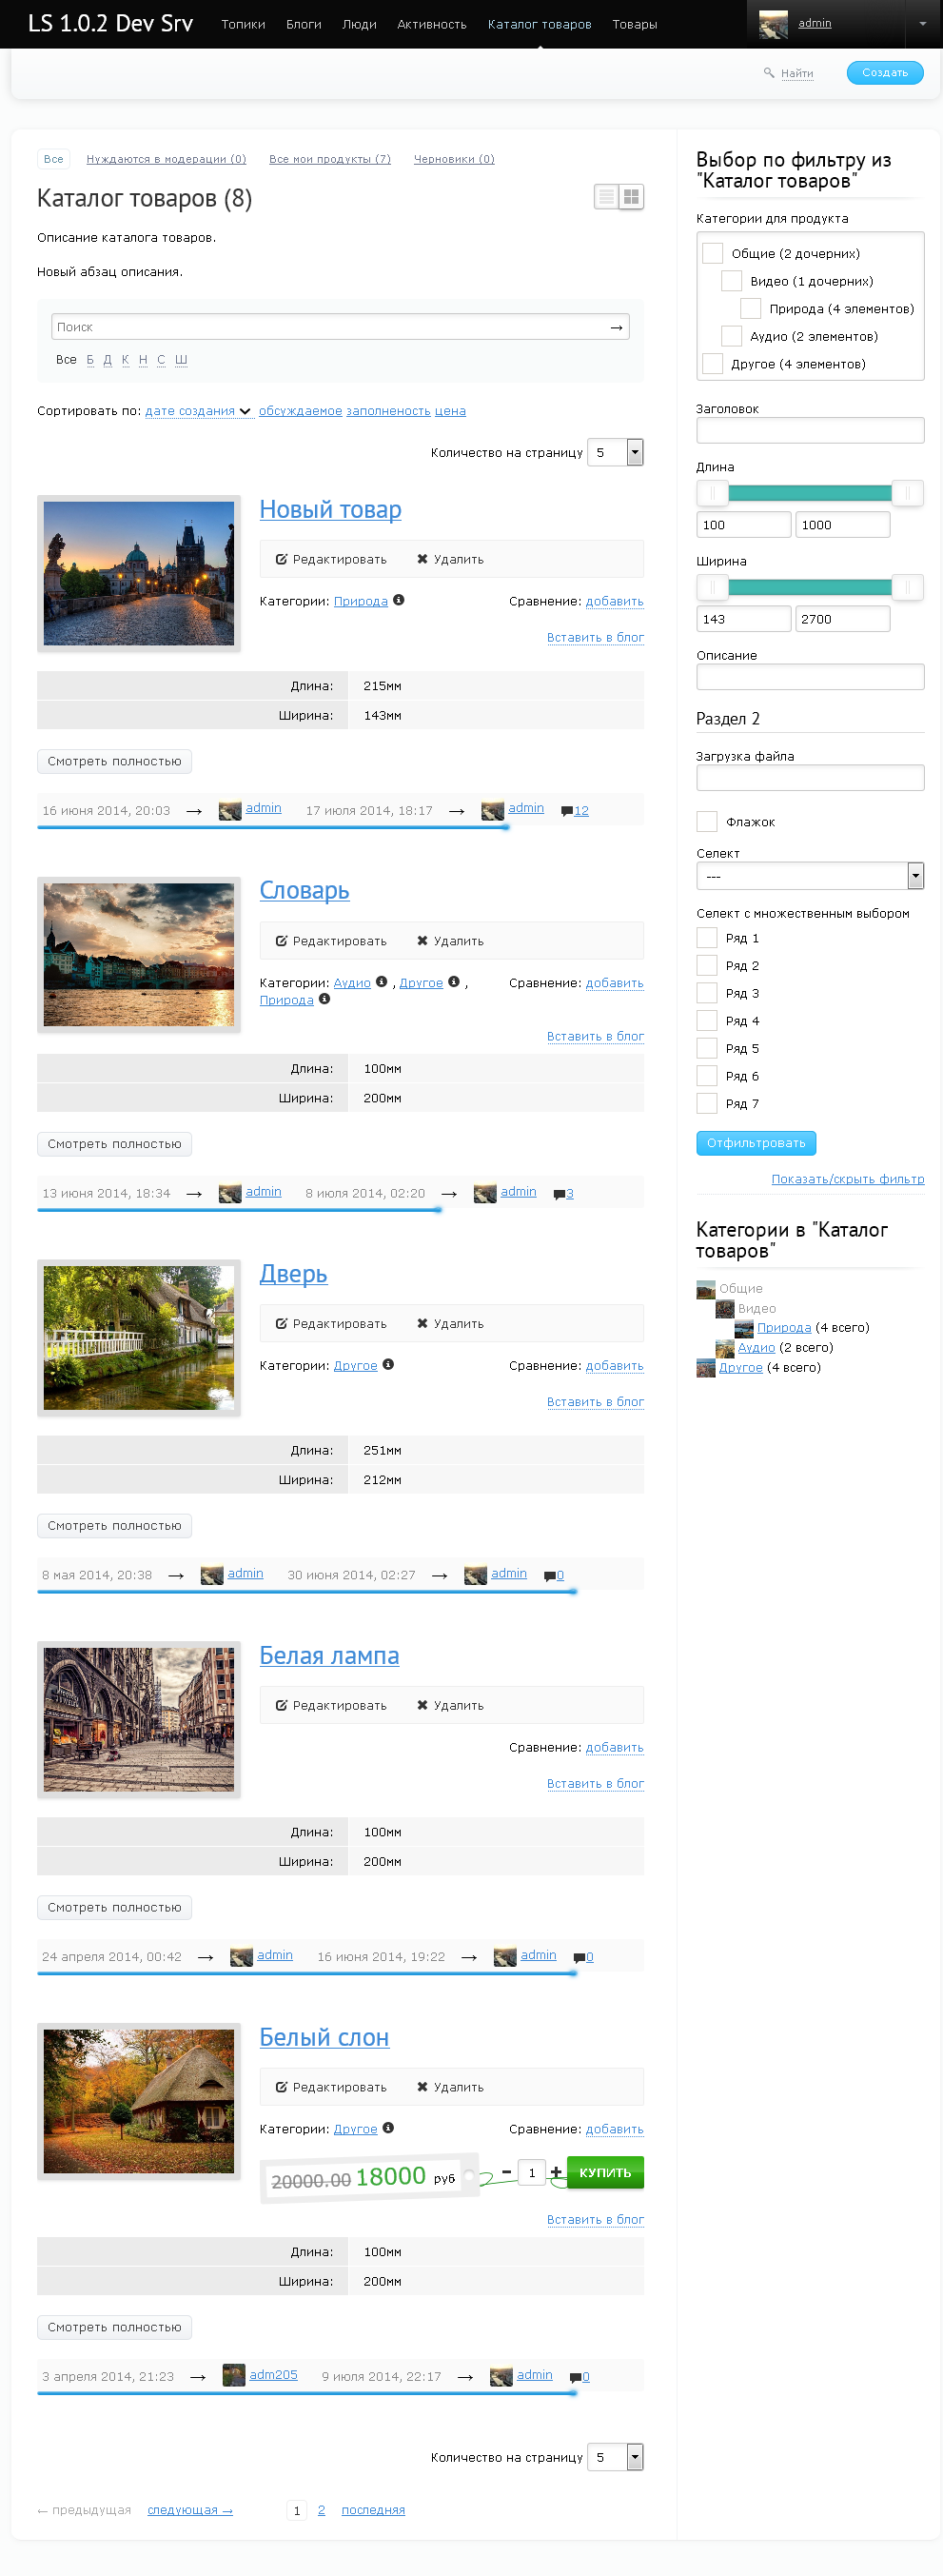 LS 1.0.2 Dev Srv Топики Блоги Люди Активность Каталог товаров Товары admin
Найти Создать
Все Нуждаются в модерации (0) Все мои продукты (7) Черновики (0)
Каталог товаров (8)
Описание каталога товаров.
Новый абзац описания.
Поиск →
Все Б Д К Н С Ш
Сортировать по: дате создания обсуждаемое заполненость цена
Количество на страницу 5
Новый товар
Редактировать Удалить
Категории: Природа Сравнение: добавить
Вставить в блог
Длина: 215мм
Ширина: 143мм
Смотреть полностью
16 июня 2014, 20:03 → admin 17 июля 2014, 18:17 → admin 12
Словарь
Редактировать Удалить
Категории: Аудио , Другое , Сравнение: добавить
Природа
Вставить в блог
Длина: 100мм
Ширина: 200мм
Смотреть полностью
13 июня 2014, 18:34 → admin 8 июля 2014, 02:20 → admin 3
Дверь
Редактировать Удалить
Категории: Другое Сравнение: добавить
Вставить в блог
Длина: 251мм
Ширина: 212мм
Смотреть полностью
8 мая 2014, 20:38 → admin 30 июня 2014, 02:27 → admin 0
Белая лампа
Редактировать Удалить
Сравнение: добавить
Вставить в блог
Длина: 100мм
Ширина: 200мм
Смотреть полностью
24 апреля 2014, 00:42 → admin 16 июня 2014, 19:22 → admin 0
Белый слон
Редактировать Удалить
Категории: Другое Сравнение: добавить
20000.00 18000 руб - 1 + КУПИТЬ
Вставить в блог
Длина: 100мм
Ширина: 200мм
Смотреть полностью
3 апреля 2014, 21:23 → adm205 9 июля 2014, 22:17 → admin 0
Количество на страницу 5
← предыдущая следующая → 1 2 последняя
Выбор по фильтру из
"Каталог товаров"
Категории для продукта
Общие (2 дочерних)
Видео (1 дочерних)
Природа (4 элементов)
Аудио (2 элементов)
Другое (4 элементов)
Заголовок
Длина
100 1000
Ширина
143 2700
Описание
Раздел 2
Загрузка файла
Флажок
Селект
---
Селект с множественным выбором
Ряд 1
Ряд 2
Ряд 3
Ряд 4
Ряд 5
Ряд 6
Ряд 7
Отфильтровать
Показать/скрыть фильтр
Категории в "Каталог
товаров"
Общие
Видео
Природа (4 всего)
Аудио (2 всего)
Другое (4 всего)